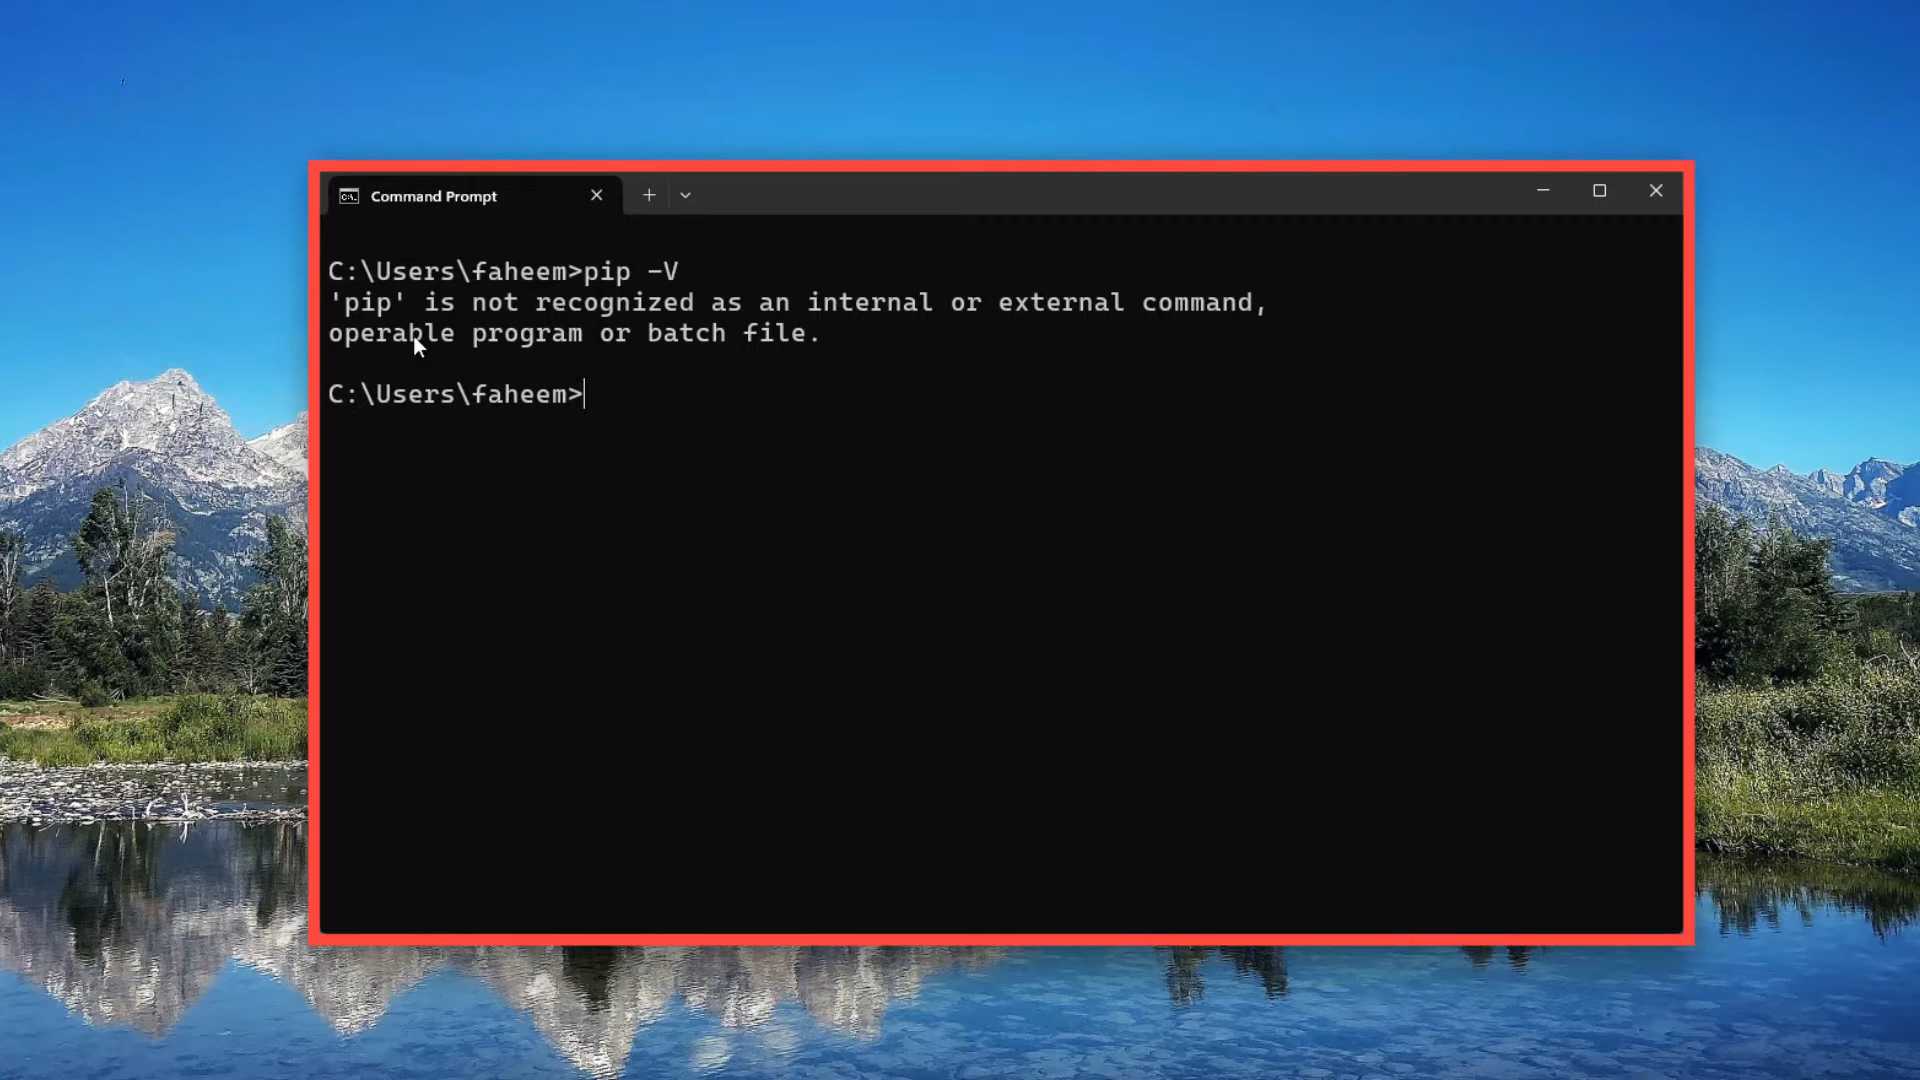 Command Prompt
C:\Users\faheem>pip -V
'pip' is not recognized as an internal or external command,
operable program or batch file.
C:\Users\faheem>